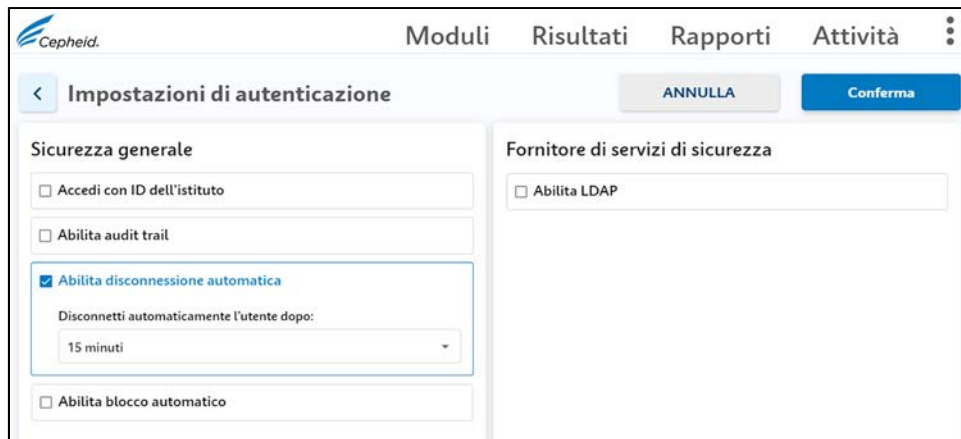 Cepheid.
Moduli Risultati Rapporti Attività
Impostazioni di autenticazione
ANNULLA
Conferma
Sicurezza generale
Accedi con ID dell'istituto
Abilita audit trail
Abilita disconnessione automatica
Disconnetti automaticamente l'utente dopo:
15 minuti
Abilita blocco automatico
Fornitore di servizi di sicurezza
Abilita LDAP